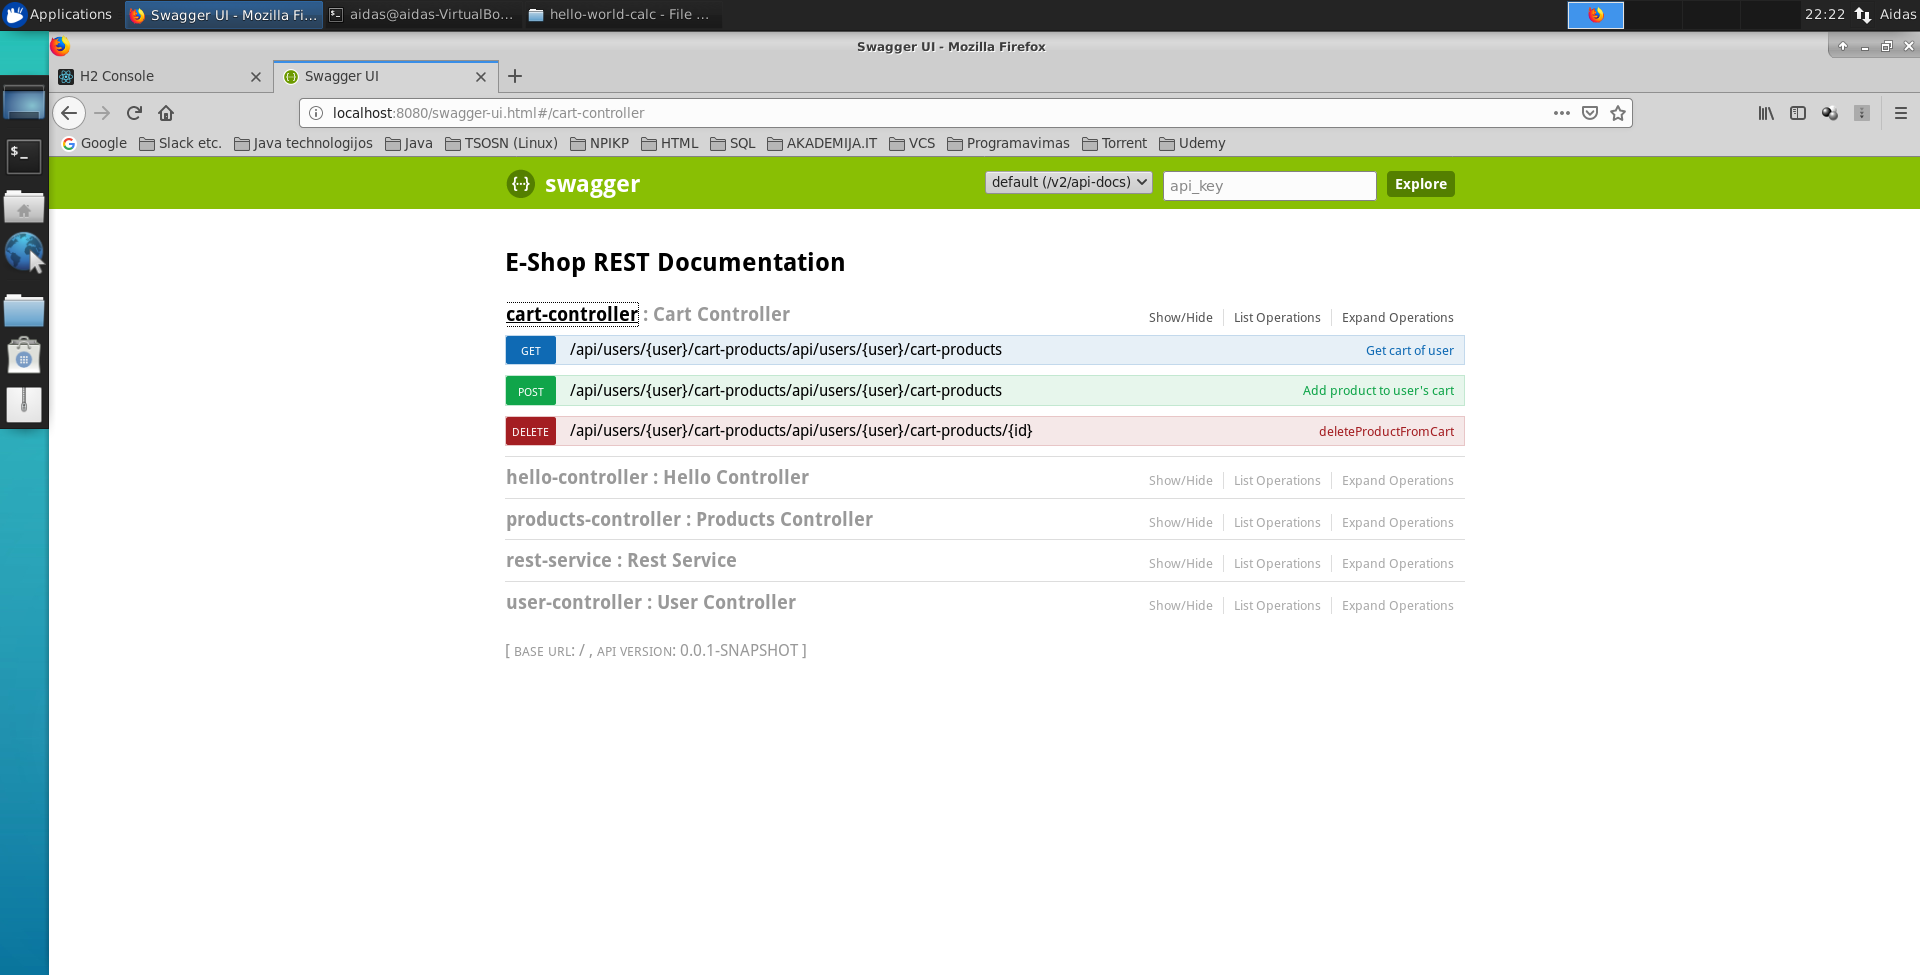 Applications Swagger UI - Mozilla Fi... aidas@aidas-VirtualBo... hello-world-calc - File ... 22:22 Aidas
Swagger UI - Mozilla Firefox
H2 Console Swagger UI
localhost:8080/swagger-ui.html#/cart-controller
Google Slack etc. Java technologijos Java TSOSN (Linux) NPIKP HTML SQL AKADEMIJA.IT VCS Programavimas Torrent Udemy
{··} swagger default (/v2/api-docs) api_key Explore
E-Shop REST Documentation
cart-controller : Cart Controller Show/Hide List Operations Expand Operations
GET /api/users/{user}/cart-products/api/users/{user}/cart-products Get cart of user
POST /api/users/{user}/cart-products/api/users/{user}/cart-products Add product to user's cart
DELETE /api/users/{user}/cart-products/api/users/{user}/cart-products/{id} deleteProductFromCart
hello-controller : Hello Controller Show/Hide List Operations Expand Operations
products-controller : Products Controller Show/Hide List Operations Expand Operations
rest-service : Rest Service Show/Hide List Operations Expand Operations
user-controller : User Controller Show/Hide List Operations Expand Operations
[ BASE URL: / , API VERSION: 0.0.1-SNAPSHOT ]